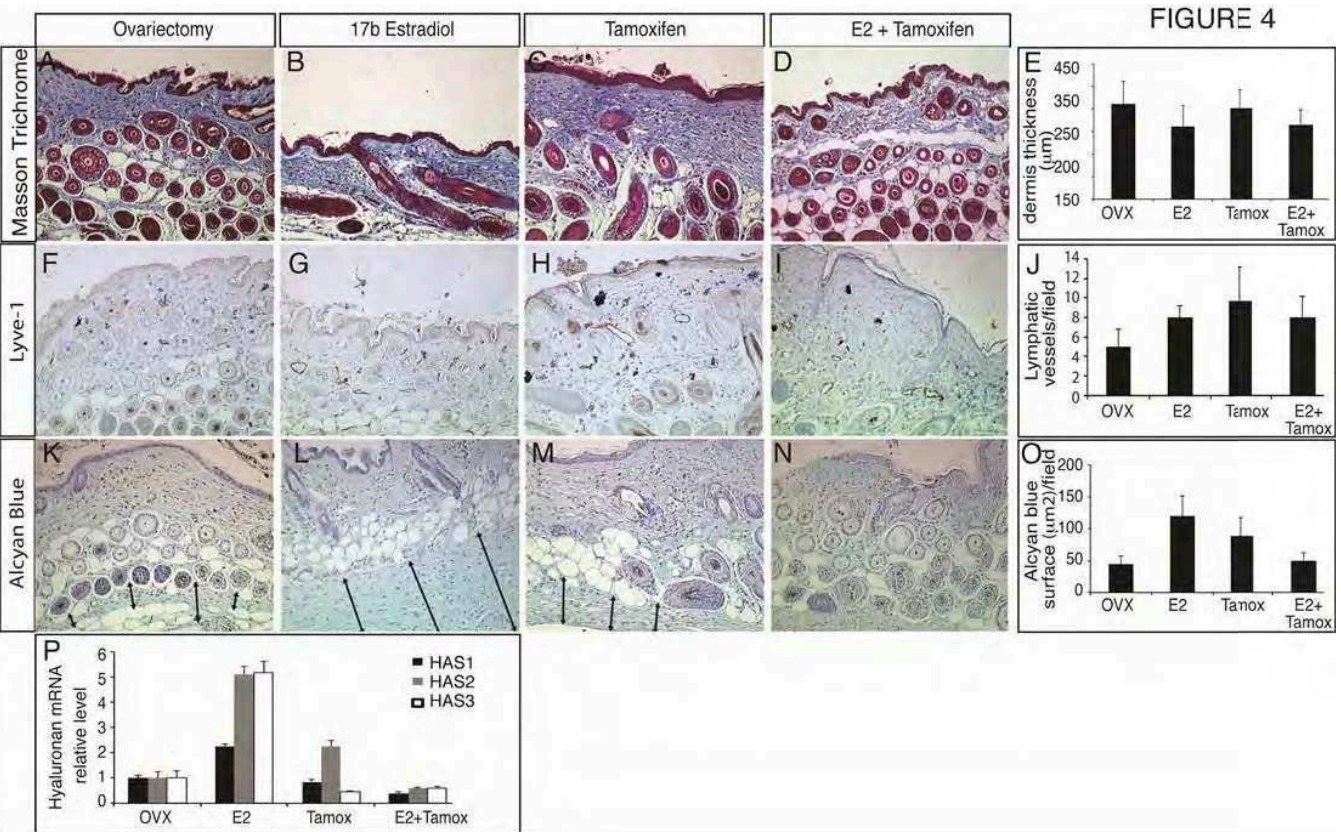 FIGURE 4
Ovariectomy
17b Estradiol
Tamoxifen
E2 + Tamoxifen
Masson Trichrome
A
B
C
D
E
dermis thickness
(µm)
450
350
250
200
150
OVX
E2
Tamox
E2+
Tamox
Lyve-1
F
G
H
I
J
Lymphatic
vessels/field
14
12
10
8
6
4
2
0
OVX
E2
Tamox
E2+
Tamox
Alcyan Blue
K
L
M
N
O
Alcyan blue
surface (µm2)/field
200
150
100
50
0
OVX
E2
Tamox
E2+
Tamox
P
Hyaluronan mRNA
relative level
6
5
4
3
2
1
0
HAS1
HAS2
HAS3
OVX
E2
Tamox
E2+Tamox